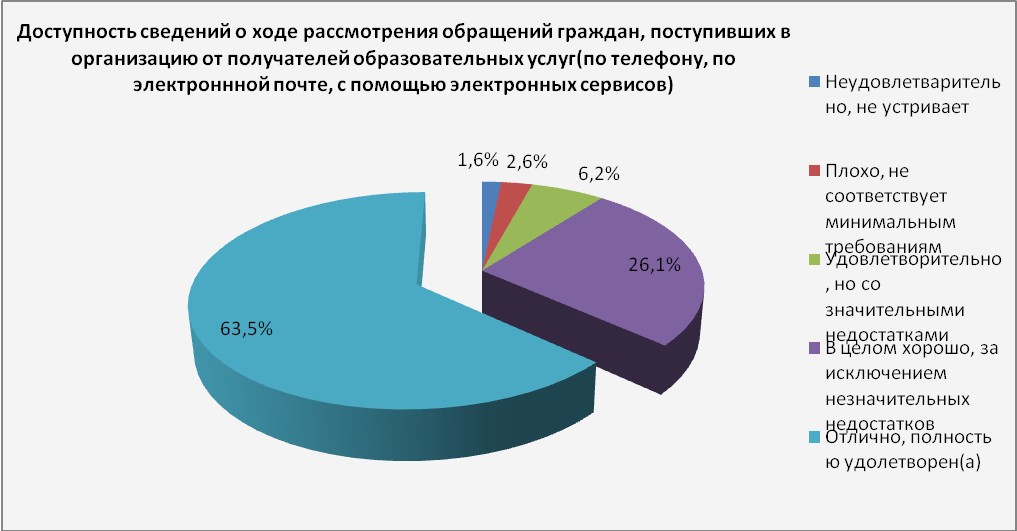 Доступность сведений о ходе рассмотрения обращений граждан, поступивших в
организацию от получателей образовательных услуг(по телефону, по
электроннной почте, с помощью электронных сервисов)
1,6%
2,6%
6,2%
26,1%
63,5%
Неудовлетваритель
но, не устривает
Плохо, не
соответствует
минимальным
требованиям
Удовлетворительно
, но со
значительными
недостатками
В целом хорошо, за
исключением
незначительных
недостатков
Отлично, полность
ю удолетворен(а)